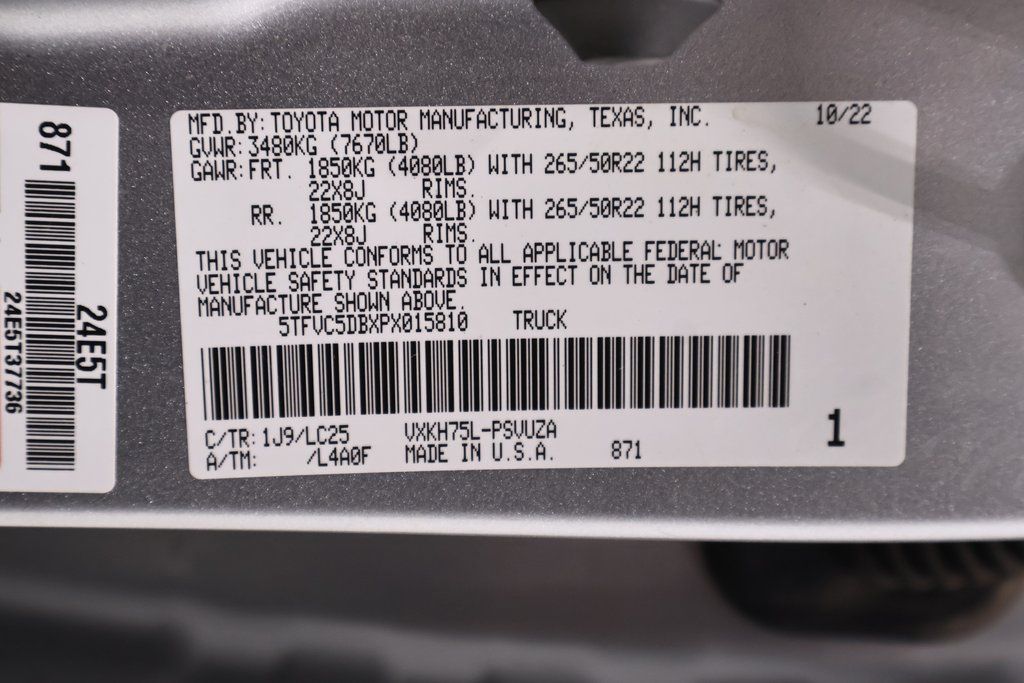 871
24E5T
24E5T37736
MFD.BY: TOYOTA MOTOR MANUFACTURING, TEXAS, INC. 10/22
GVWR: 3480KG (7670LB)
GAWR: FRT. 1850KG (4080LB) WITH 265/50R22 112H TIRES,
22X8J RIMS.
RR. 1850KG (4080LB) WITH 265/50R22 112H TIRES,
22X8J RIMS.
THIS VEHICLE CONFORMS TO ALL APPLICABLE FEDERAL MOTOR
VEHICLE SAFETY STANDARDS IN EFFECT ON THE DATE OF
MANUFACTURE SHOWN ABOVE.
5TFVC5DBXPX015810 TRUCK
C/TR: 1J9/LC25 VXKH75L-PSVUZA
A/TM: /L4A0F MADE IN U.S.A. 871
1